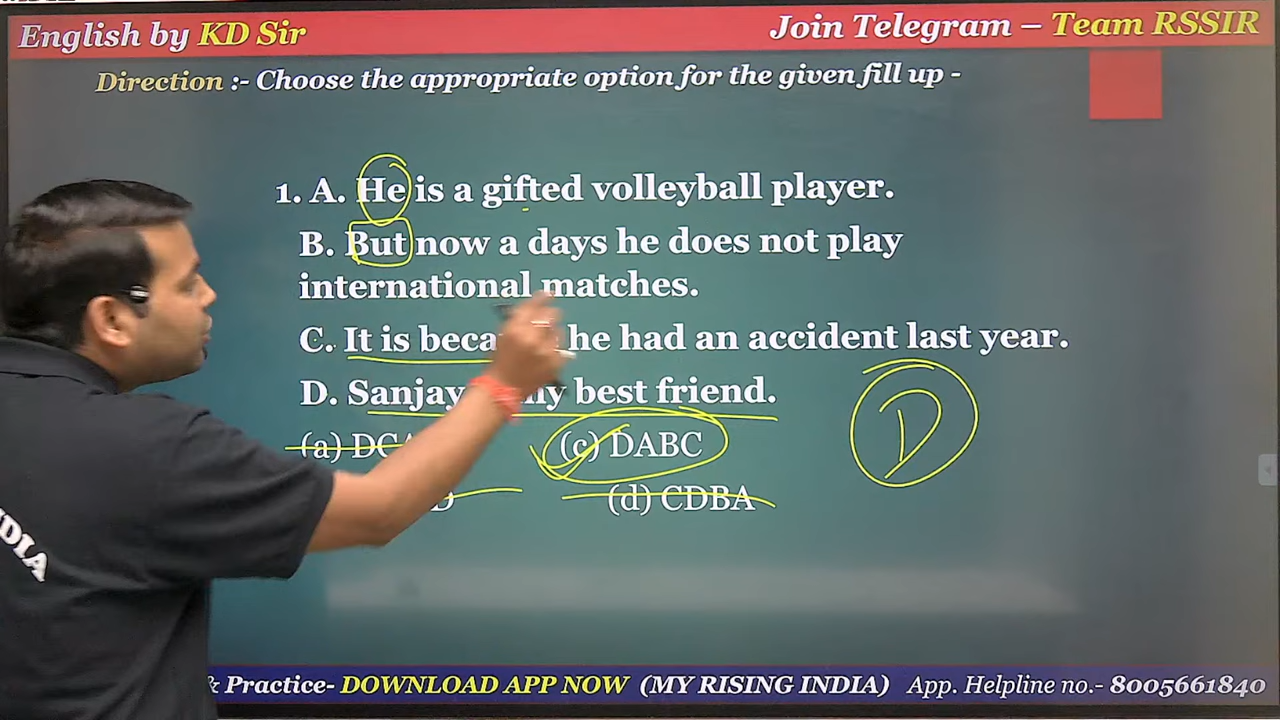 English by KD Sir
Join Telegram – Team RSSIR
Direction :- Choose the appropriate option for the given fill up -
1. A. He is a gifted volleyball player.
B. But now a days he does not play
international matches.
C. It is he had an accident last year.
D. Sanjay best friend.
(a) (c) DABC
(d) CDBA
D
& Practice- DOWNLOAD APP NOW (MY RISING INDIA) App. Helpline no.- 8005661840